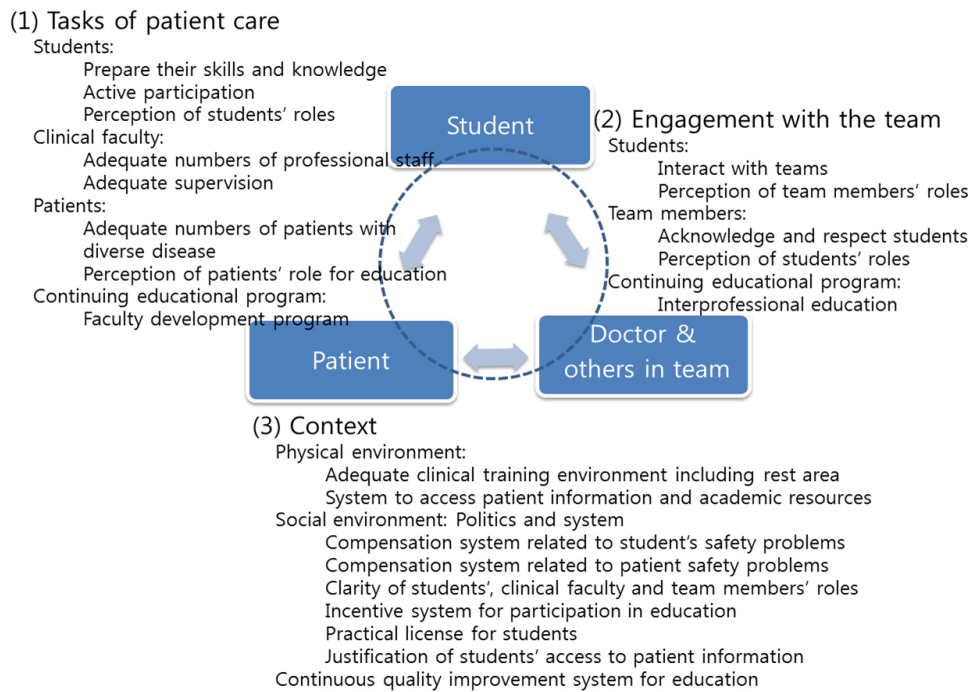 (1) Tasks of patient care
Students:
Prepare their skills and knowledge
Active participation
Perception of students' roles
Clinical faculty:
Adequate numbers of professional staff
Adequate supervision
Patients:
Adequate numbers of patients with
diverse disease
Perception of patients' role for education
Continuing educational program:
Faculty development program
Student
(2) Engagement with the team
Students:
Interact with teams
Perception of team members' roles
Team members:
Acknowledge and respect students
Perception of students' roles
Continuing educational program:
Interprofessional education
Patient
Doctor &
others in team
(3) Context
Physical environment:
Adequate clinical training environment including rest area
System to access patient information and academic resources
Social environment: Politics and system
Compensation system related to student's safety problems
Compensation system related to patient safety problems
Clarity of students', clinical faculty and team members' roles
Incentive system for participation in education
Practical license for students
Justification of students' access to patient information
Continuous quality improvement system for education